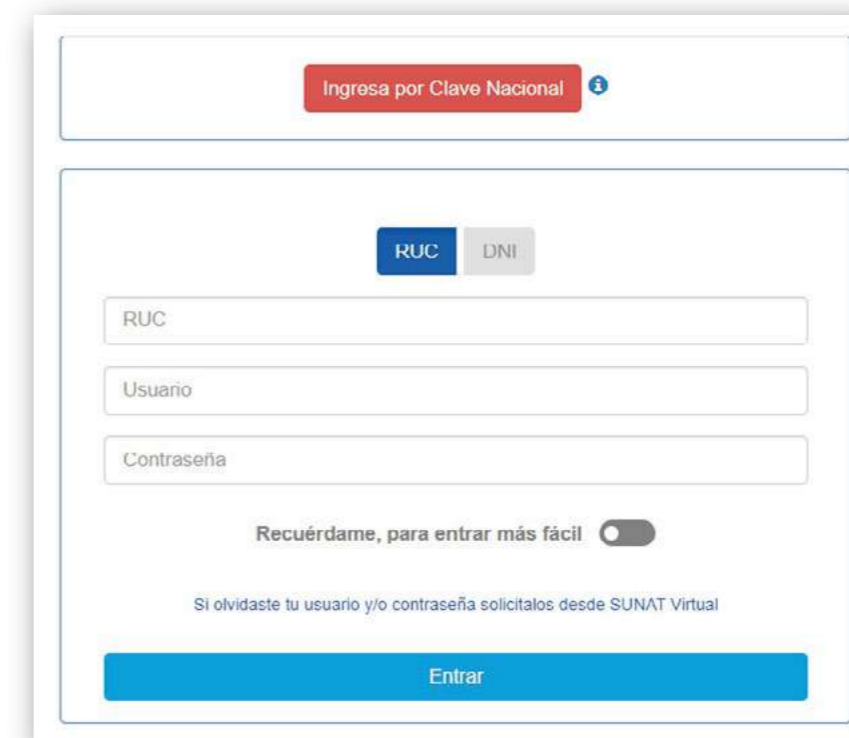 Ingresa por Clave Nacional
RUC DNI
RUC
Usuario
Contraseña
Recuérdame, para entrar más fácil
Si olvidaste tu usuario y/o contraseña solicitalos desde SUNAT Virtual
Entrar